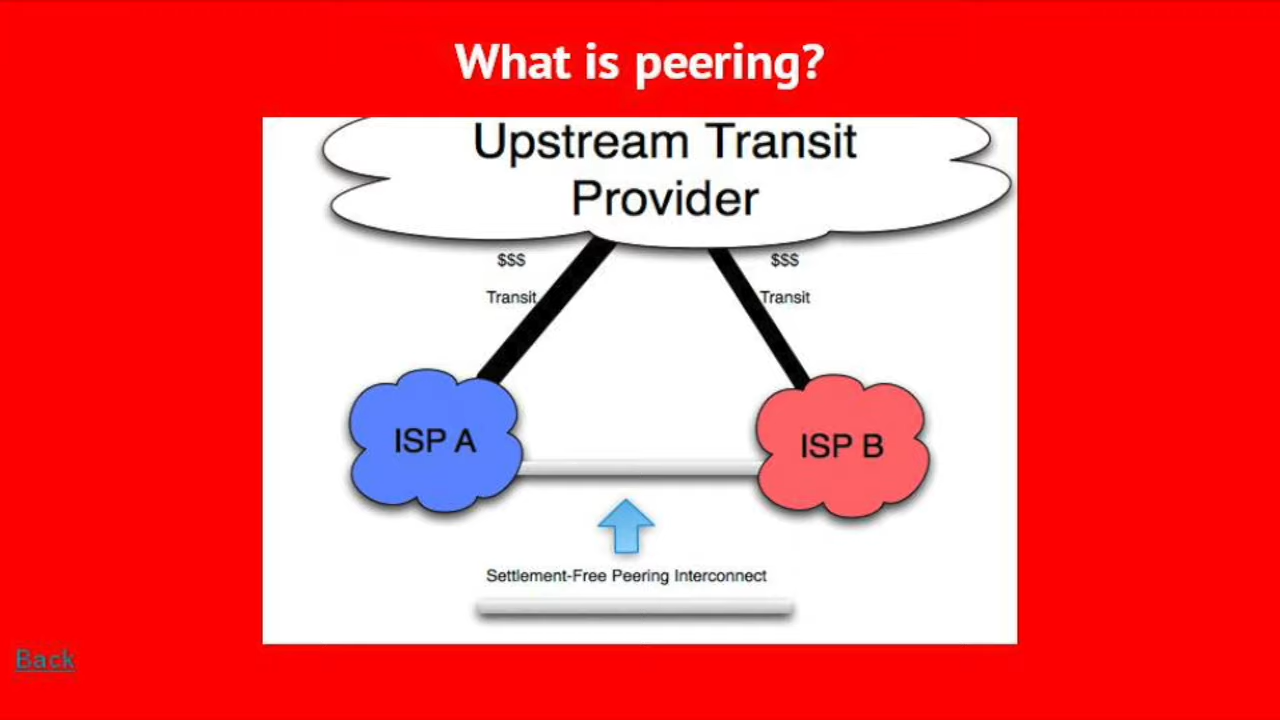 What is peering?
Upstream Transit
Provider
$$$
$$$
Transit
Transit
ISP A
ISP B
Settlement-Free Peering Interconnect
Back